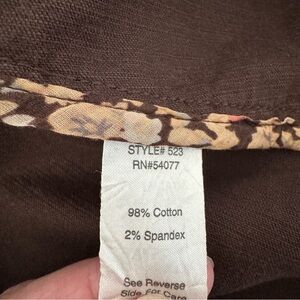 STYLE# 523
RN#54077
98% Cotton
2% Spandex
See Reverse
Side For Care